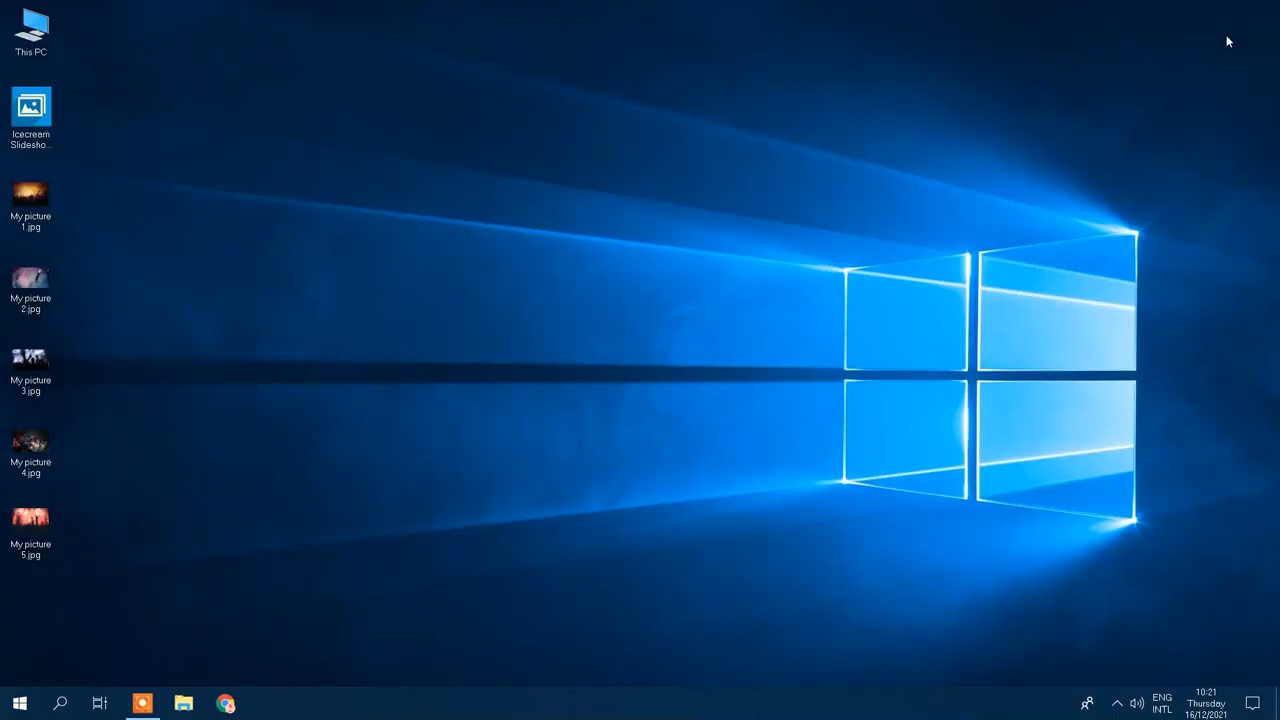 This PC
Icecream
Slidesho...
My picture
1.jpg
My picture
2.jpg
My picture
3.jpg
My picture
4.jpg
My picture
5.jpg
ENG
INTL
10:21
Thursday
16/12/2021